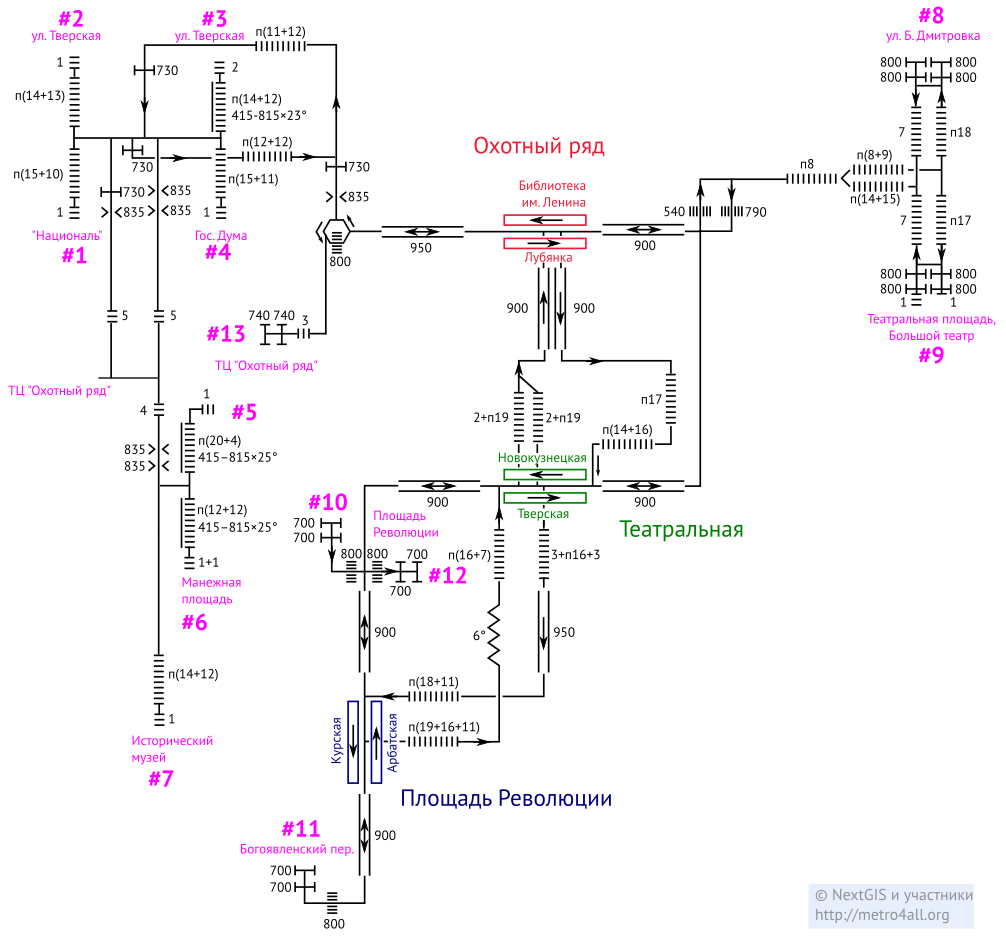 #2
ул. Тверская
#3
ул. Тверская
п(11+12)
#8
ул. Б. Дмитровка
1
730
2
800
800
800
800
п(14+13)
п(14+12)
415-815×23°
7
п18
п(12+12)
730
730
Охотный ряд
п8
п(8+9)
п(15+10)
730
835
п(15+11)
835
Библиотека
им. Ленина
п(14+15)
1
835
835
1
540
790
7
п17
"Националь"
#1
Гос. Дума
#4
950
800
Лубянка
900
800
800
800
800
1
1
900
900
5
5
740
740
3
#13
ТЦ "Охотный ряд"
Театральная площадь,
Большой театр
#9
ТЦ "Охотный ряд"
1
4
#5
п17
2+п19
2+п19
п(14+16)
835
835
п(20+4)
415−815×25°
Новокузнецкая
#10
900
900
Тверская
п(12+12)
415−815×25°
Площадь
Революции
700
700
Театральная
1+1
800
800
700
#12
700
п(16+7)
3+п16+3
Манежная
площадь
#6
900
6°
950
п(14+12)
п(18+11)
1
Курская
Арбатская
п(19+16+11)
Исторический
музей
#7
Площадь Революции
#11
Богоявленский пер.
900
700
700
800
© NextGIS и участники
http://metro4all.org